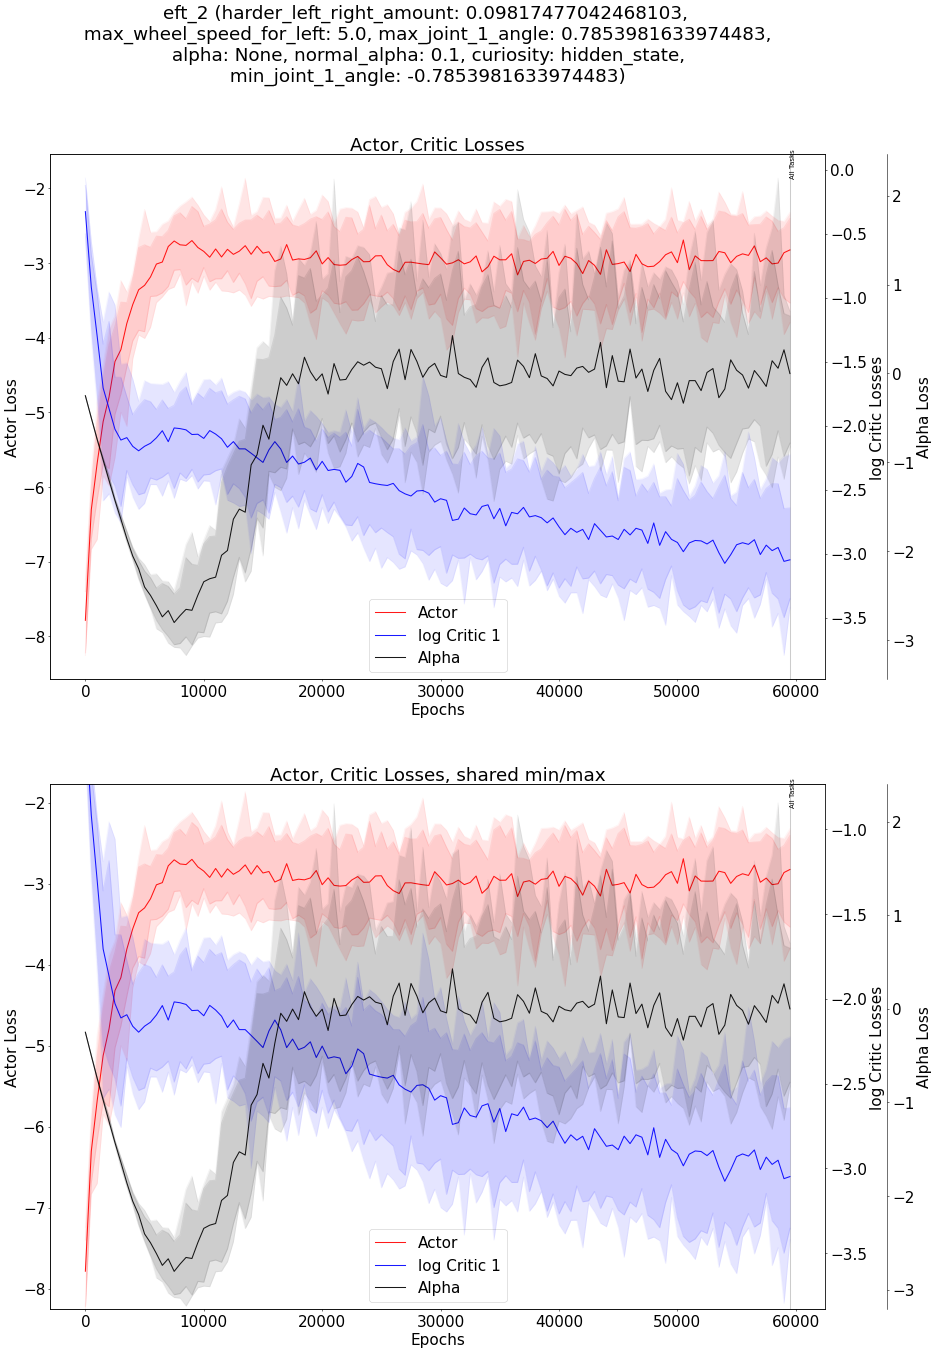 eft_2 (harder_left_right_amount: 0.09817477042468103,
max_wheel_speed_for_left: 5.0, max_joint_1_angle: 0.7853981633974483,
alpha: None, normal_alpha: 0.1, curiosity: hidden_state,
min_joint_1_angle: -0.7853981633974483)
Actor, Critic Losses
All Tasks
−2
−3
−4
−5
−6
−7
−8
Actor Loss
0.0
−0.5
−1.0
−1.5
−2.0
−2.5
−3.0
−3.5
log Critic Losses
2
1
0
−1
−2
−3
Alpha Loss
Actor
log Critic 1
Alpha
0 10000 20000 30000 40000 50000 60000
Epochs
Actor, Critic Losses, shared min/max
All Tasks
−2
−3
−4
−5
−6
−7
−8
Actor Loss
−1.0
−1.5
−2.0
−2.5
−3.0
−3.5
log Critic Losses
2
1
0
−1
−2
−3
Alpha Loss
Actor
log Critic 1
Alpha
0 10000 20000 30000 40000 50000 60000
Epochs